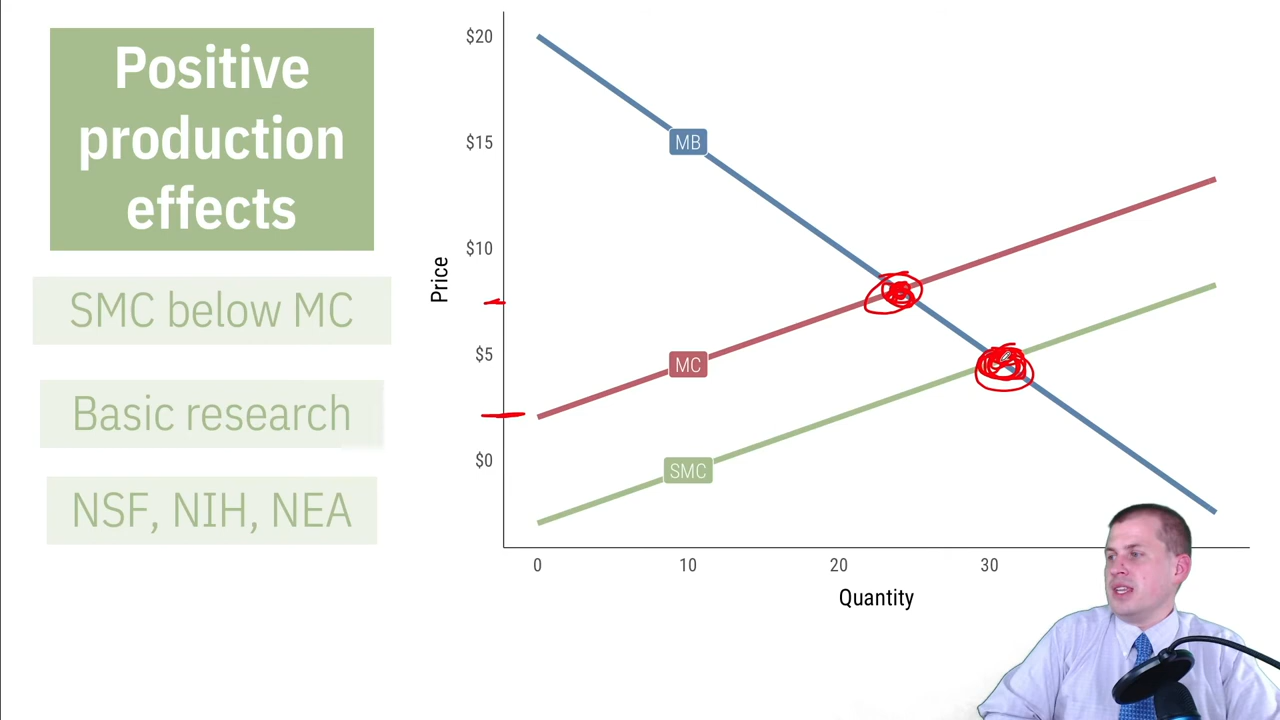 Positive
production
effects
SMC below MC
Basic research
NSF, NIH, NEA
$20
$15
$10
$5
$0
Price
MB
MC
SMC
0
10
20
30
Quantity